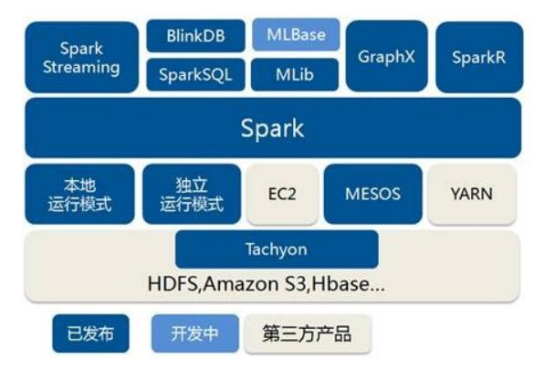 Spark
Streaming
BlinkDB
MLBase
GraphX
SparkR
SparkSQL
MLib
Spark
本地
运行模式
独立
运行模式
EC2
MESOS
YARN
Tachyon
HDFS,Amazon S3,Hbase...
已发布
开发中
第三方产品